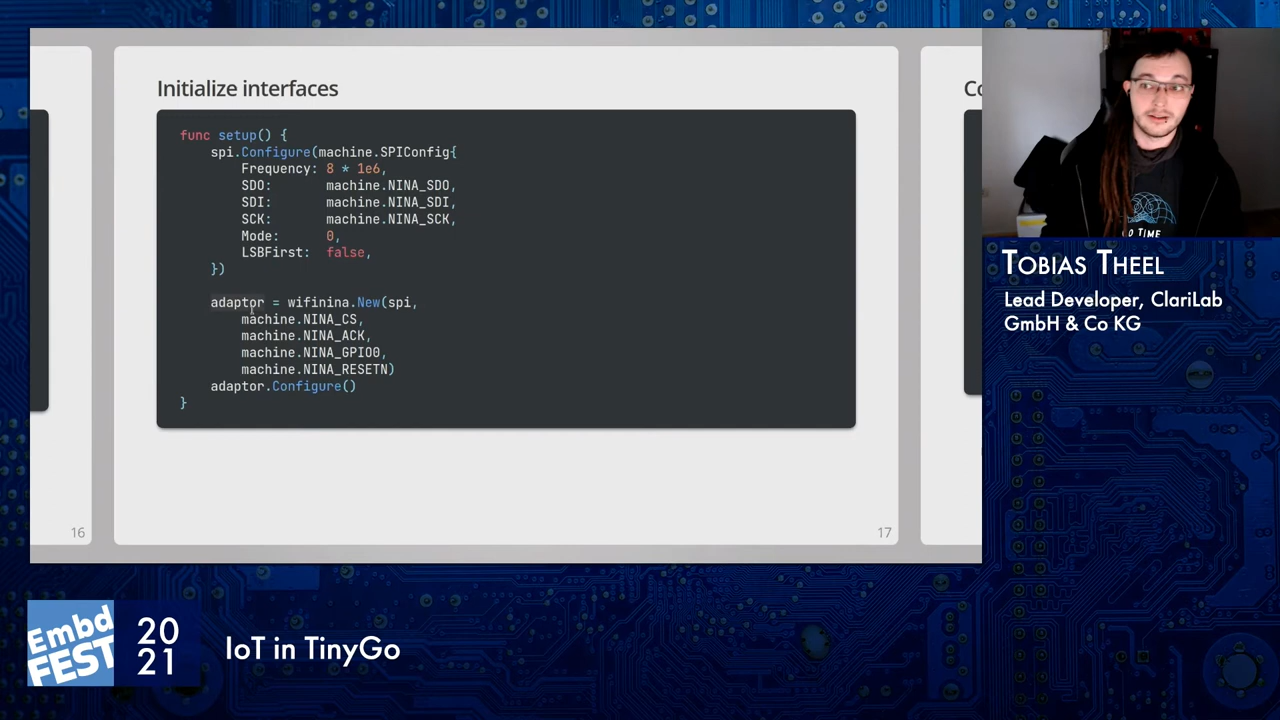 Initialize interfaces
func setup() {
spi.Configure(machine.SPIConfig{
Frequency: 8 * 1e6,
SDO: machine.NINA_SDO,
SDI: machine.NINA_SDI,
SCK: machine.NINA_SCK,
Mode: 0,
LSBFirst: false,
})
adaptor = wifinina.New(spi,
machine.NINA_CS,
machine.NINA_ACK,
machine.NINA_GPIO0,
machine.NINA_RESETN)
adaptor.Configure()
}
16
17
TIME
TOBIAS THEEL
Lead Developer, ClariLab
GmbH & Co KG
Embd
FEST
20
21
IoT in TinyGo